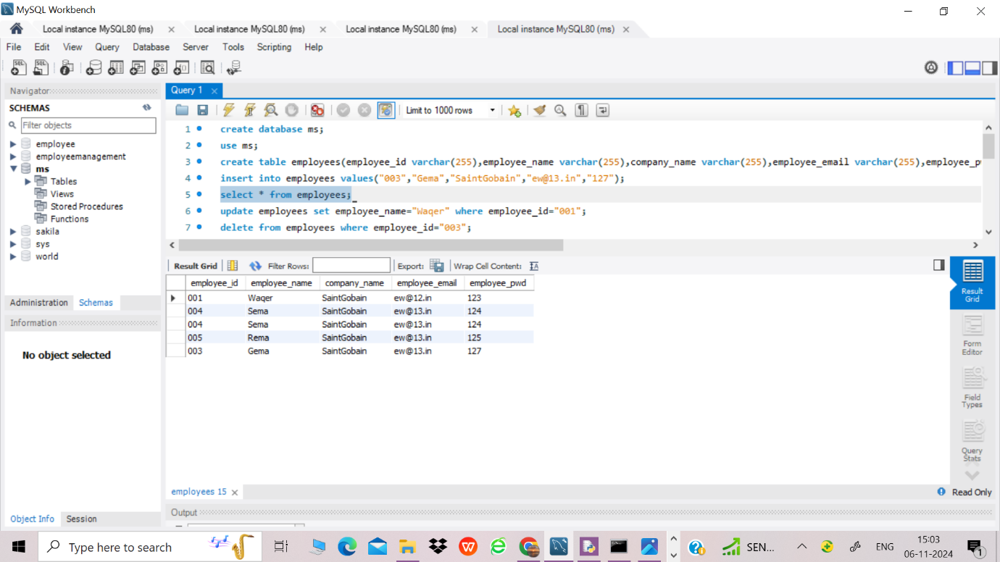 MySQL Workbench
Local instance MySQL80 (ms) Local instance MySQL80 (ms) Local instance MySQL80 (ms) Local instance MySQL80 (ms)
File Edit View Query Database Server Tools Scripting Help
Navigator
SCHEMAS
Filter objects
employee
employeemanagement
ms
Tables
Views
Stored Procedures
Functions
sakila
sys
world
Administration Schemas
Information
No object selected
Object Info Session
Query 1
Limit to 1000 rows
1 create database ms;
2 use ms;
3 create table employees(employee_id varchar(255),employee_name varchar(255),company_name varchar(255),employee_email varchar(255),employee_p
4 insert into employees values("003","Gema","SaintGobain","ew@13.in","127");
5 select * from employees;
6 update employees set employee_name="Waqer" where employee_id="001";
7 delete from employees where employee_id="003";
Result Grid Filter Rows: Export: Wrap Cell Content:
employee_id employee_name company_name employee_email employee_pwd
001 Waqer SaintGobain ew@12.in 123
004 Sema SaintGobain ew@13.in 124
004 Sema SaintGobain ew@13.in 124
005 Rema SaintGobain ew@13.in 125
003 Gema SaintGobain ew@13.in 127
Result
Grid
Form
Editor
Field
Types
Query
Stats
employees 15
Read Only
Output
Type here to search
SEN...
ENG
15:03
06-11-2024
1